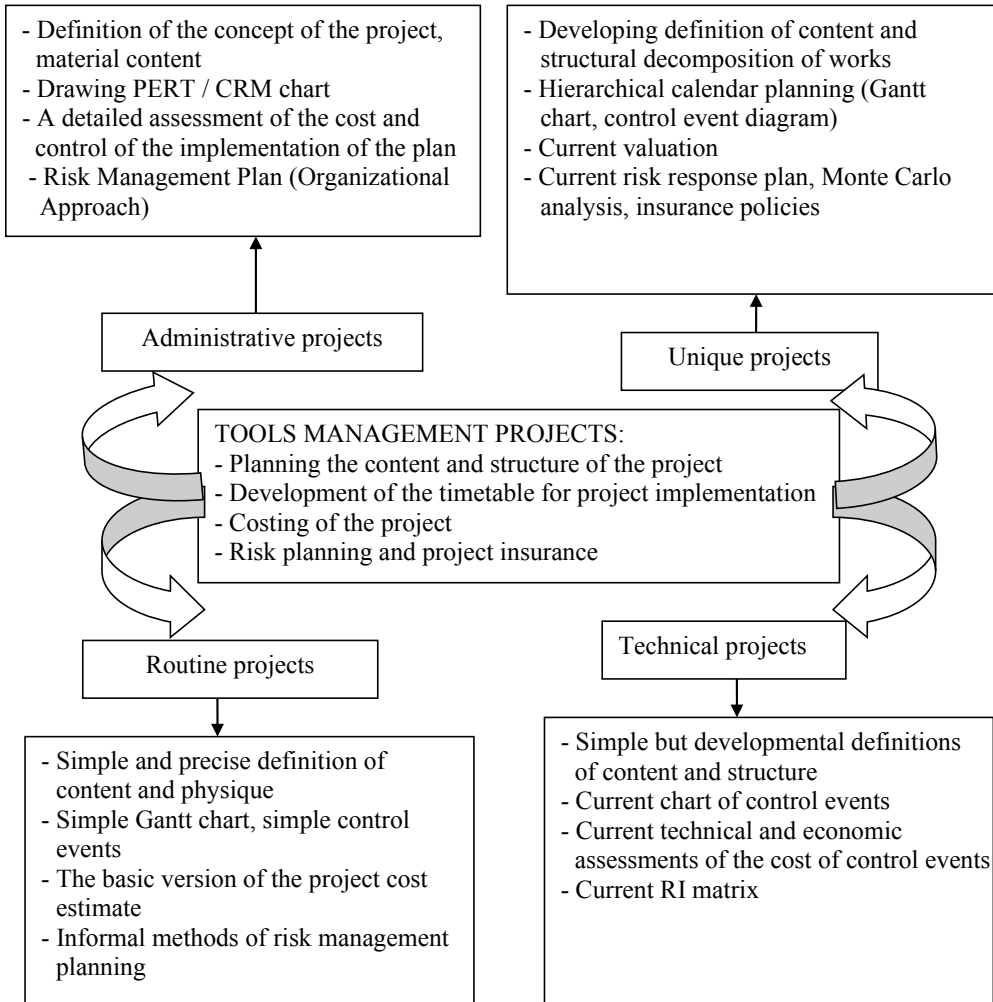 - Definition of the concept of the project,
material content
- Drawing PERT / CRM chart
- A detailed assessment of the cost and
control of the implementation of the plan
- Risk Management Plan (Organizational
Approach)
- Developing definition of content and
structural decomposition of works
- Hierarchical calendar planning (Gantt
chart, control event diagram)
- Current valuation
- Current risk response plan, Monte Carlo
analysis, insurance policies
Administrative projects
Unique projects
TOOLS MANAGEMENT PROJECTS:
- Planning the content and structure of the project
- Development of the timetable for project implementation
- Costing of the project
- Risk planning and project insurance
Routine projects
Technical projects
- Simple and precise definition of
content and physique
- Simple Gantt chart, simple control
events
- The basic version of the project cost
estimate
- Informal methods of risk management
planning
- Simple but developmental definitions
of content and structure
- Current chart of control events
- Current technical and economic
assessments of the cost of control events
- Current RI matrix